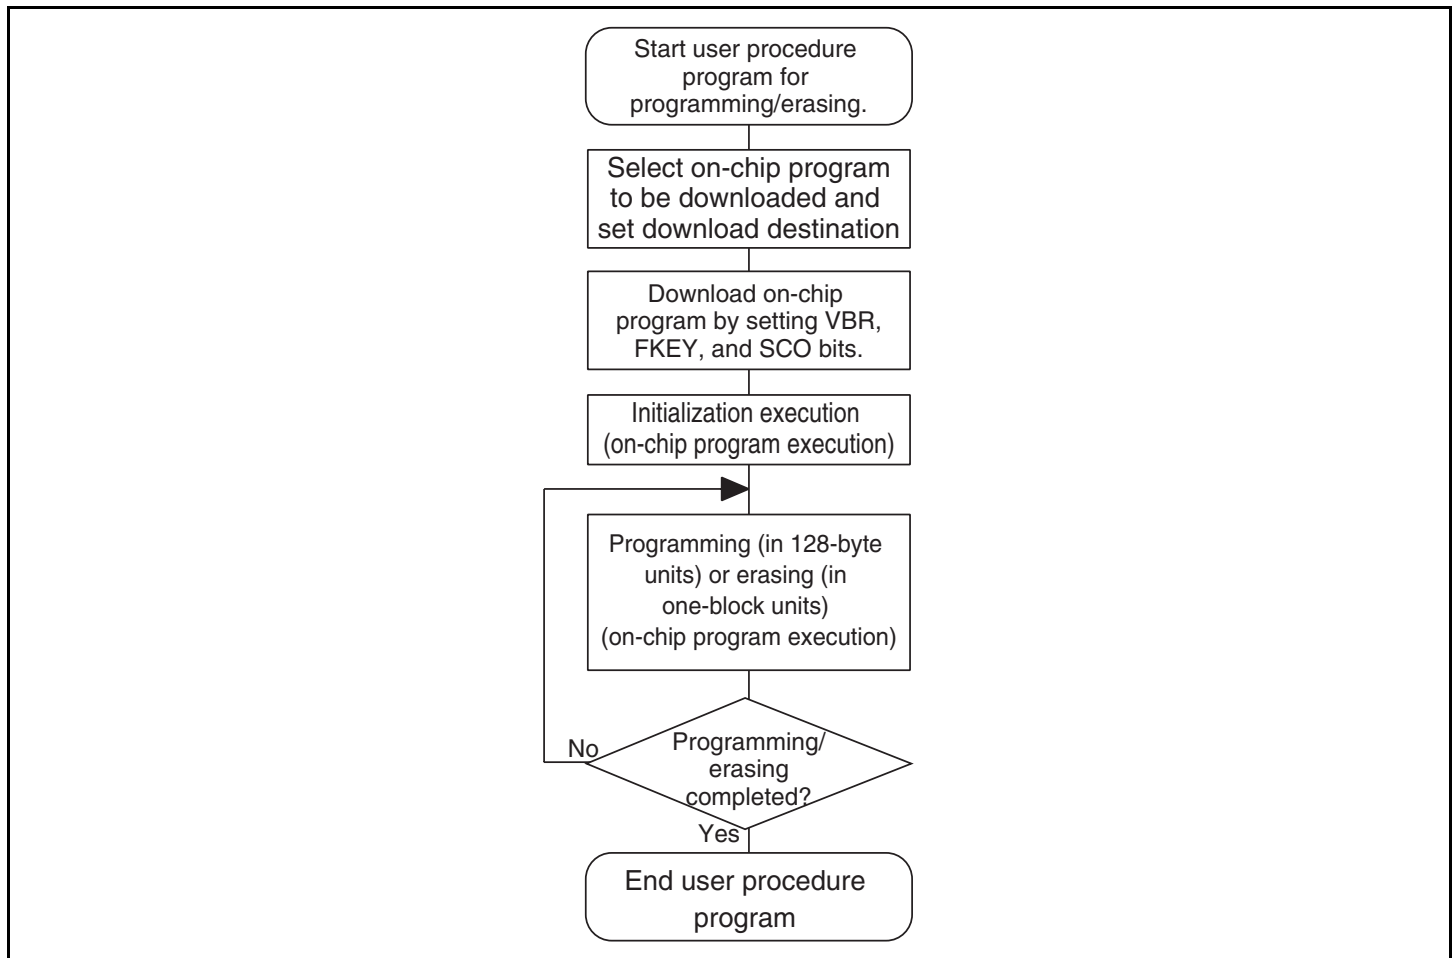 Start user procedure
program for
programming/erasing.
Select on-chip program
to be downloaded and
set download destination
Download on-chip
program by setting VBR,
FKEY, and SCO bits.
Initialization execution
(on-chip program execution)
Programming (in 128-byte
units) or erasing (in
one-block units)
(on-chip program execution)
No
Programming/
erasing
completed?
Yes
End user procedure
program